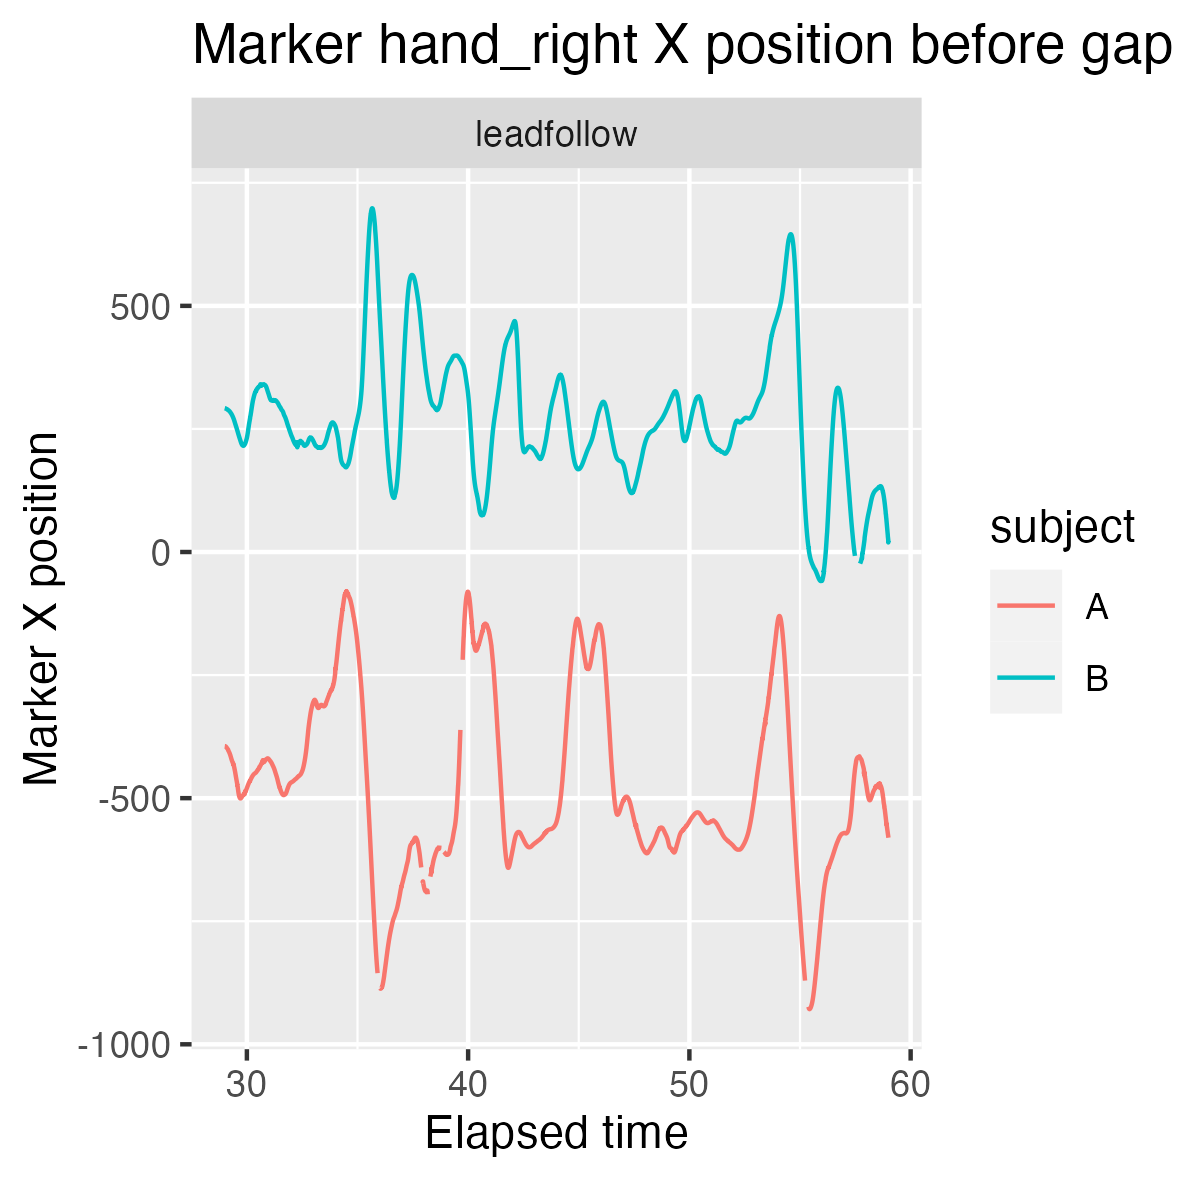 Marker hand_right X position before gap
leadfollow
Marker X position
500
0
-500
-1000
30 40 50 60
Elapsed time
subject
A
B